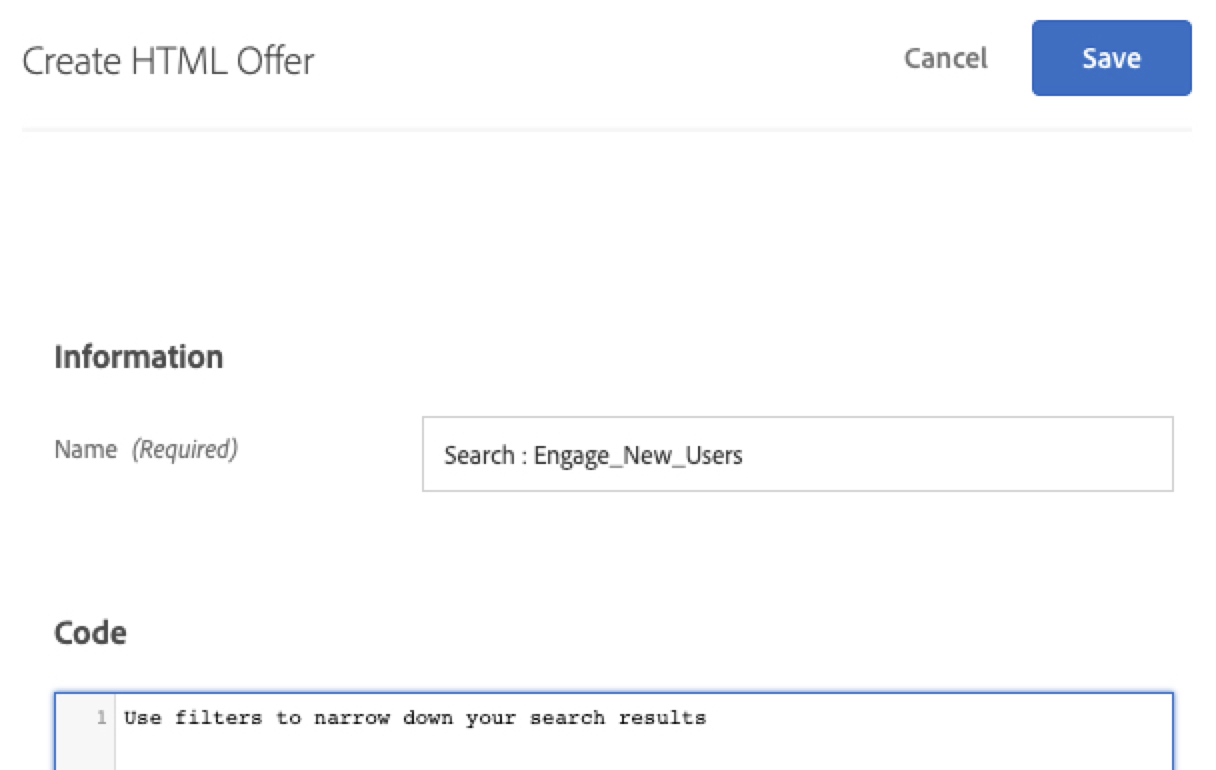 Create HTML Offer
Cancel
Save
Information
Name (Required)
Search : Engage_New_Users
Code
1 Use filters to narrow down your search results